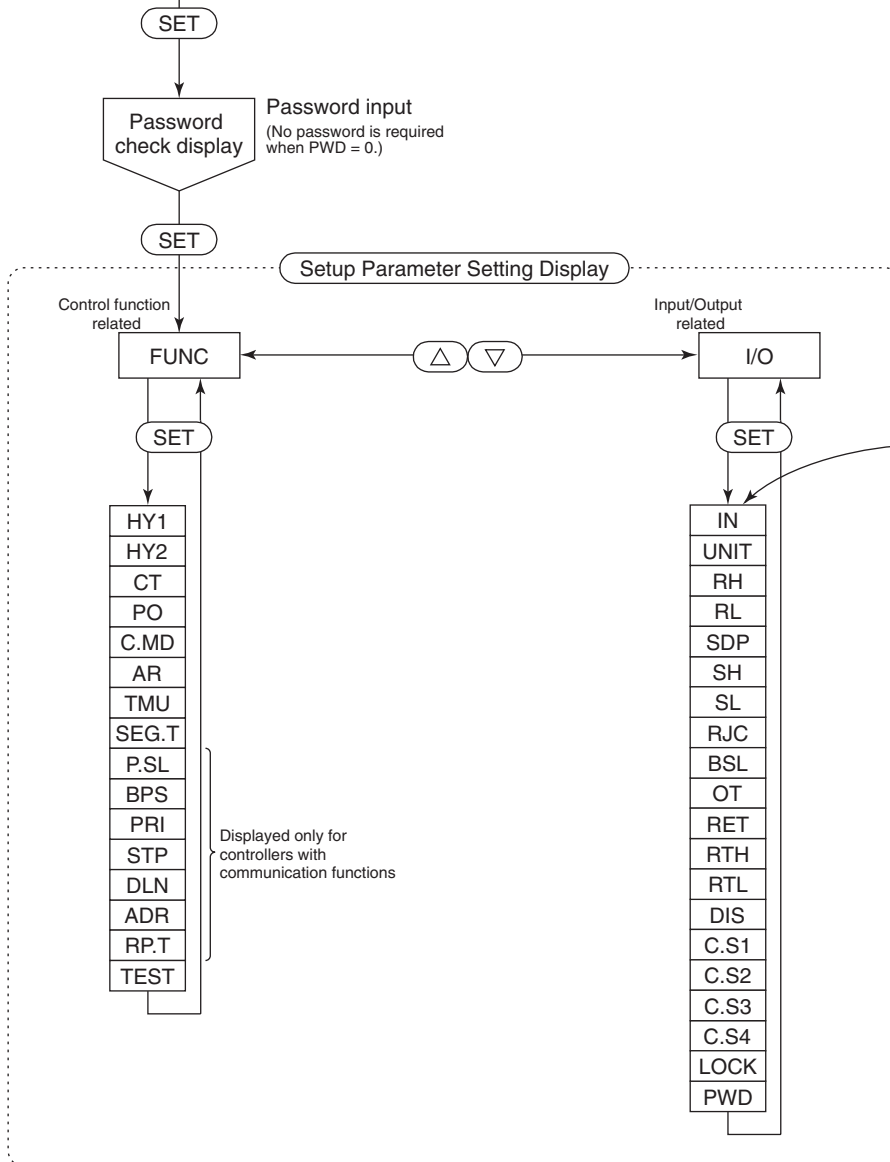 SET
Password
check display
Password input
(No password is required
when PWD = 0.)
SET
Setup Parameter Setting Display
Control function
related
FUNC
△
▽
Input/Output
related
I/O
SET
HY1
HY2
CT
PO
C.MD
AR
TMU
SEG.T
P.SL
BPS
PRI
STP
DLN
ADR
RP.T
TEST
Displayed only for
controllers with
communication functions
SET
IN
UNIT
RH
RL
SDP
SH
SL
RJC
BSL
OT
RET
RTH
RTL
DIS
C.S1
C.S2
C.S3
C.S4
LOCK
PWD